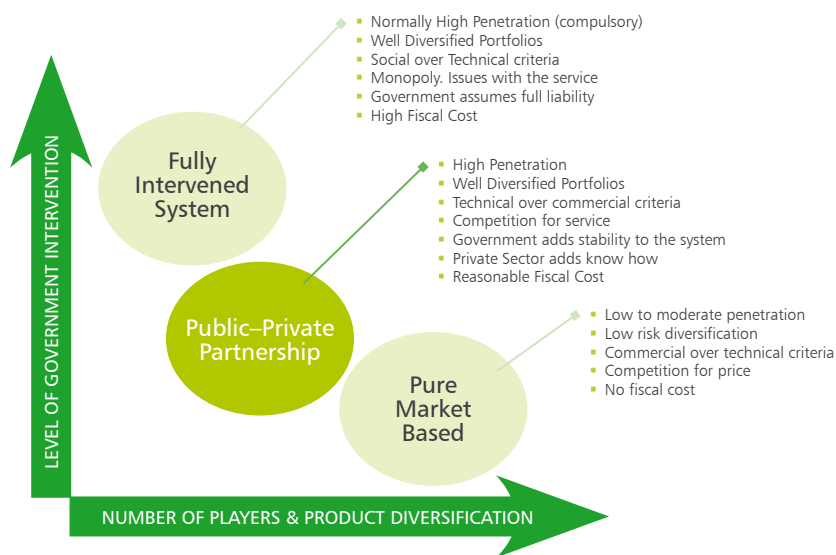 Normally High Penetration (compulsory)
Well Diversified Portfolios
Social over Technical criteria
Monopoly. Issues with the service
Government assumes full liability
High Fiscal Cost
Fully
Intervened
System
High Penetration
Well Diversified Portfolios
Technical over commercial criteria
Competition for service
Government adds stability to the system
Private Sector adds know how
Reasonable Fiscal Cost
Public–Private
Partnership
Low to moderate penetration
Low risk diversification
Commercial over technical criteria
Competition for price
No fiscal cost
Pure
Market
Based
LEVEL OF GOVERNMENT INTERVENTION
NUMBER OF PLAYERS & PRODUCT DIVERSIFICATION